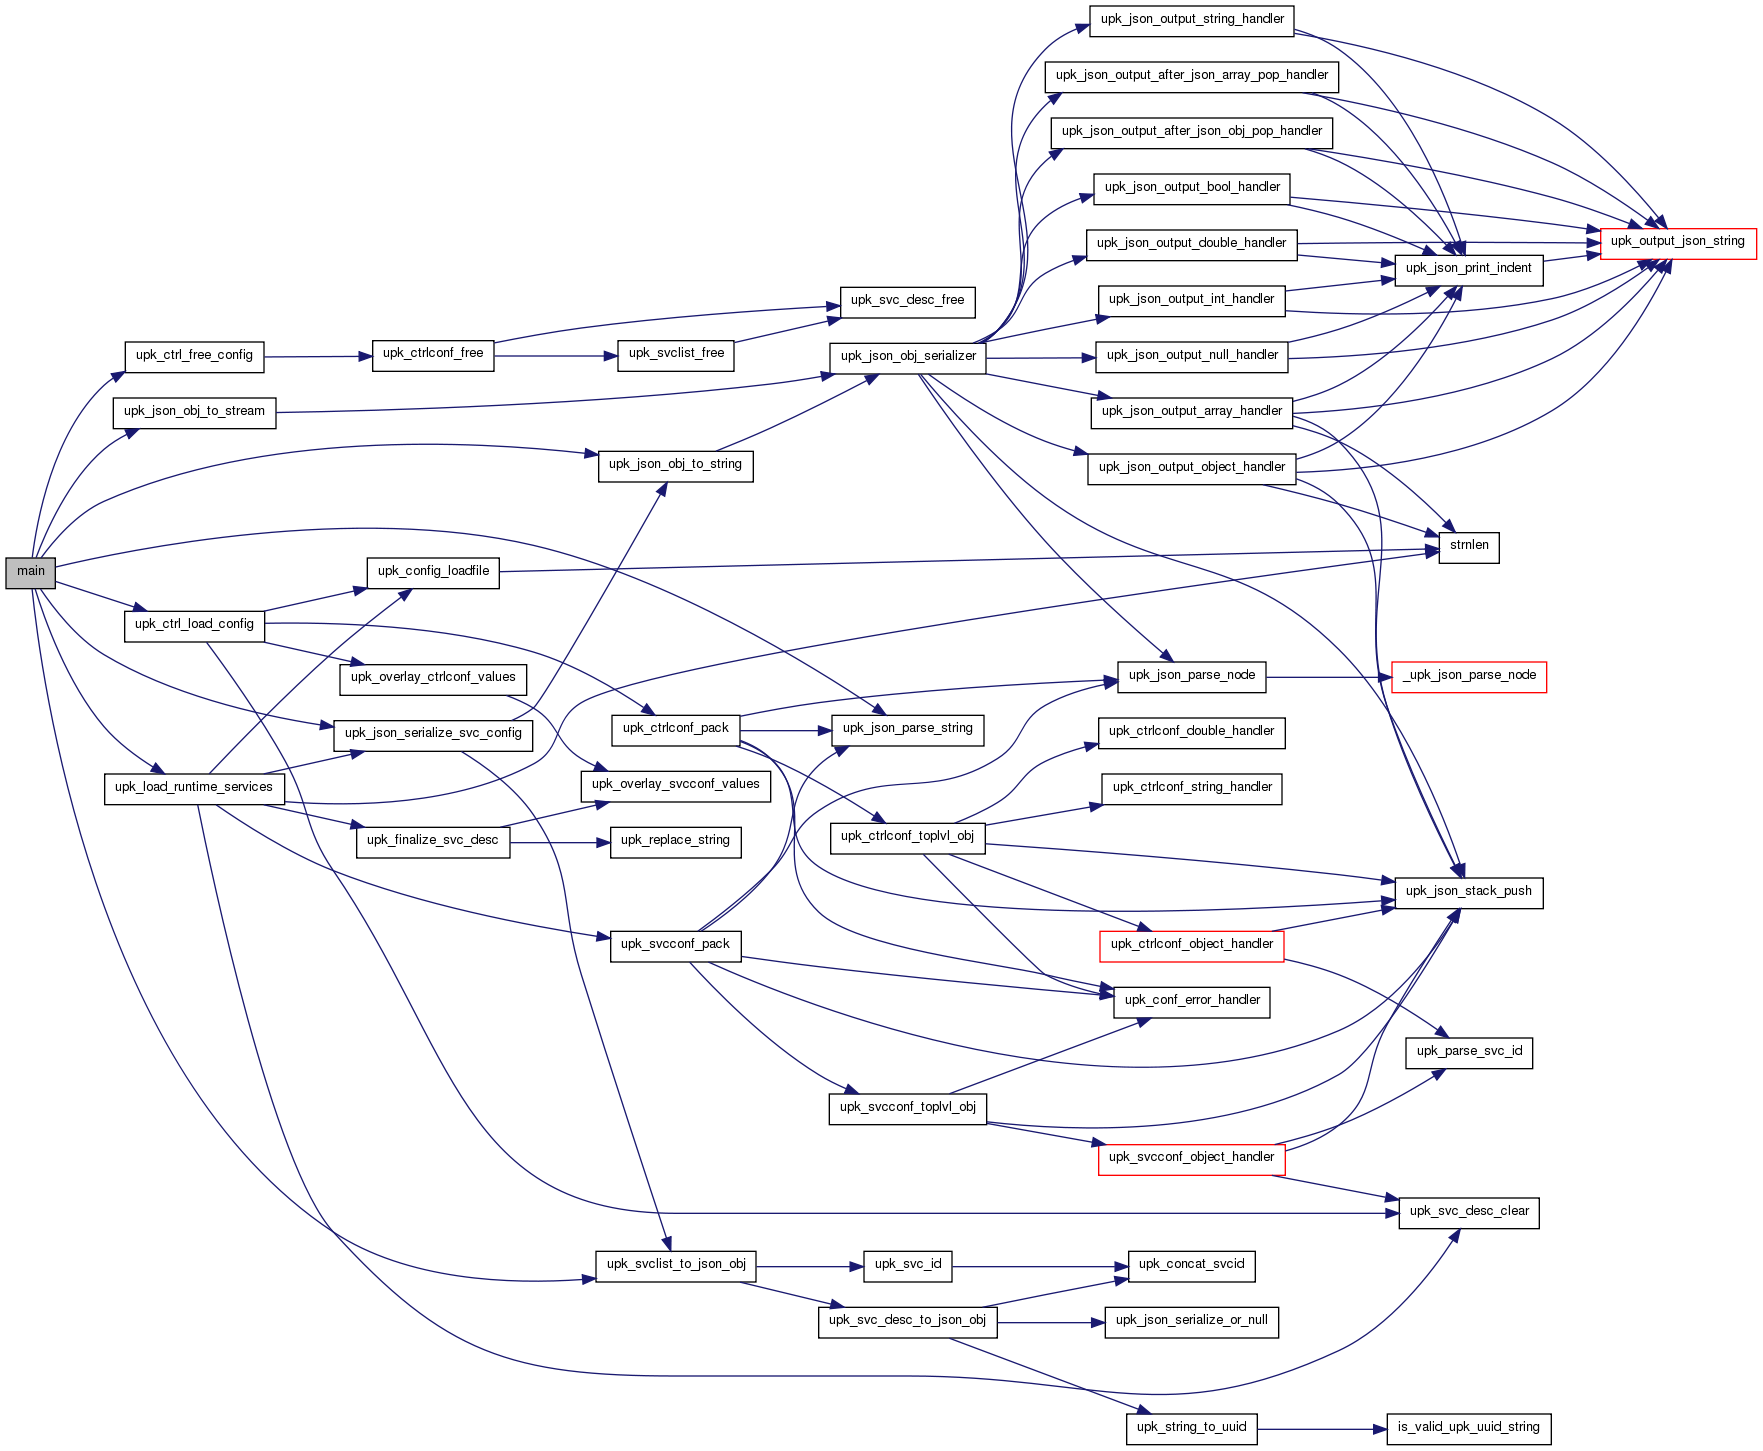 upk_json_output_string_handler
upk_json_output_after_json_array_pop_handler
upk_json_output_after_json_obj_pop_handler
upk_json_output_bool_handler
upk_json_output_double_handler
upk_output_json_string
upk_json_print_indent
upk_svc_desc_free
upk_json_output_int_handler
upk_ctrl_free_config
upk_ctrlconf_free
upk_svclist_free
upk_json_obj_serializer
upk_json_output_null_handler
upk_json_obj_to_stream
upk_json_output_array_handler
upk_json_obj_to_string
upk_json_output_object_handler
strnlen
main
upk_config_loadfile
upk_ctrl_load_config
upk_overlay_ctrlconf_values
upk_json_parse_node
_upk_json_parse_node
upk_json_serialize_svc_config
upk_ctrlconf_pack
upk_json_parse_string
upk_ctrlconf_double_handler
upk_load_runtime_services
upk_overlay_svcconf_values
upk_ctrlconf_string_handler
upk_finalize_svc_desc
upk_replace_string
upk_ctrlconf_toplvl_obj
upk_json_stack_push
upk_svcconf_pack
upk_ctrlconf_object_handler
upk_conf_error_handler
upk_parse_svc_id
upk_svcconf_toplvl_obj
upk_svcconf_object_handler
upk_svc_desc_clear
upk_svclist_to_json_obj
upk_svc_id
upk_concat_svcid
upk_svc_desc_to_json_obj
upk_json_serialize_or_null
upk_string_to_uuid
is_valid_upk_uuid_string